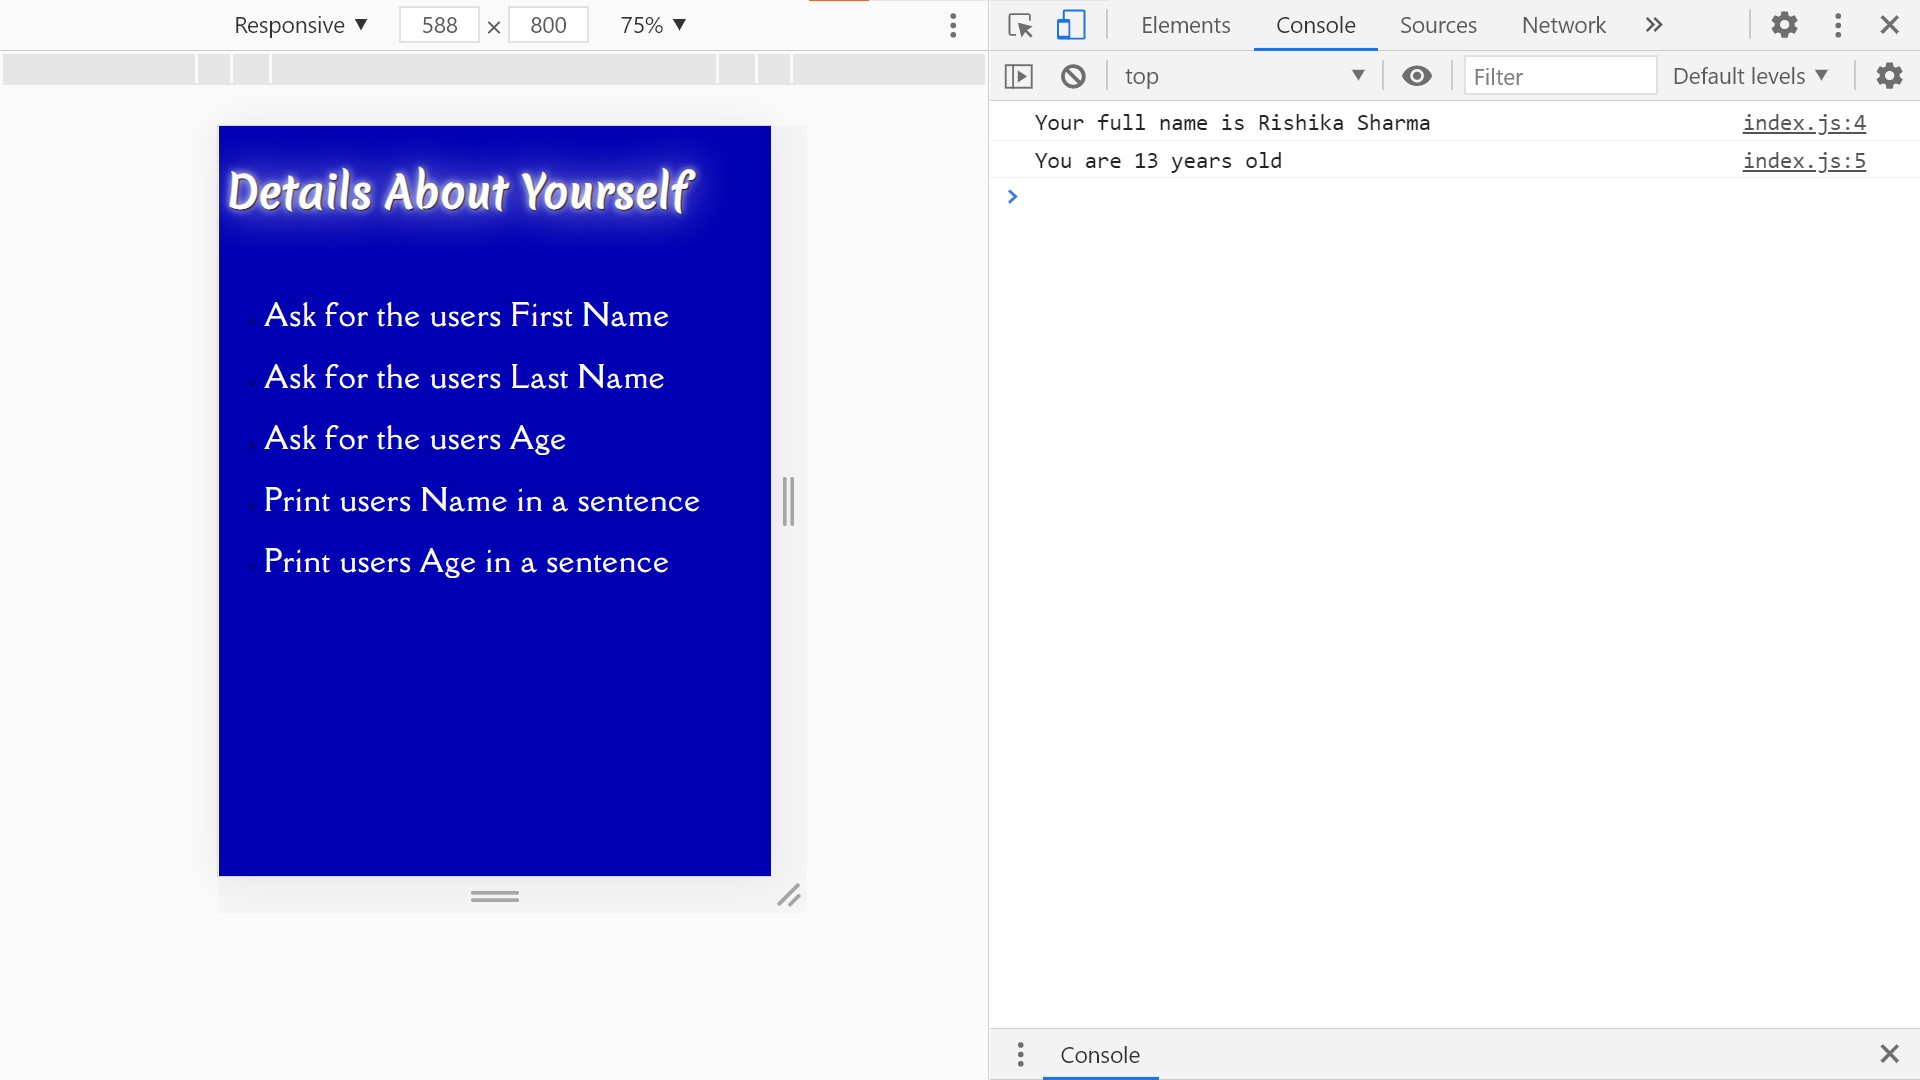 Responsive ▼ 588 × 800 75% ▼
Elements Console Sources Network »
top ▼ Filter Default levels ▼
Your full name is Rishika Sharma index.js:4
You are 13 years old index.js:5
>
Details About Yourself
Ask for the users First Name
Ask for the users Last Name
Ask for the users Age
Print users Name in a sentence
Print users Age in a sentence
Console